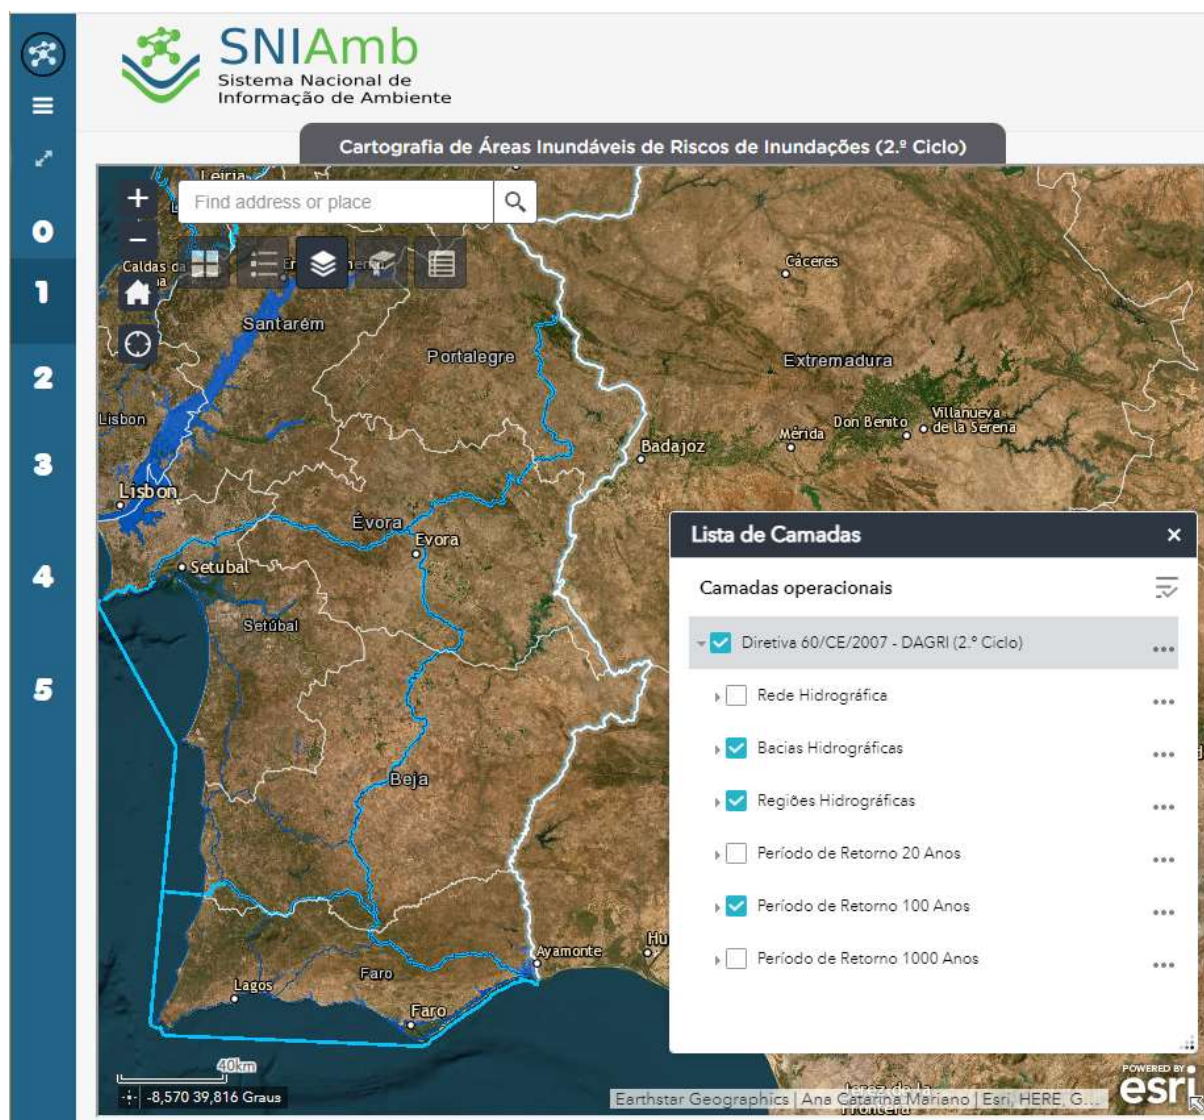 SNIAmb
Sistema Nacional de
Informação de Ambiente
Cartografia de Áreas Inundáveis de Riscos de Inundações (2.º Ciclo)
0
1
2
3
4
5
+
Find address or place
−
Leiria
Caldas da
Cáceres
Santarém
Portalegre
Extremadura
Lisbon
Villanueva
de la Serena
Don Benito
Mérida
Badajoz
Lisbon
Évora
Evora
Setubal
Setúbal
Beja
Ayamonte
Hu
Lagos
Faro
Faro
Lista de Camadas
×
Camadas operacionais
Diretiva 60/CE/2007 - DAGRI (2.º Ciclo)
Rede Hidrográfica
Bacias Hidrográficas
Regiões Hidrográficas
Período de Retorno 20 Anos
Período de Retorno 100 Anos
Período de Retorno 1000 Anos
40km
-8,570 39,816 Graus
Jerez de la
Frontera
Earthstar Geographics | Ana Catarina Mariano | Esri, HERE, G...
POWERED BY
esri